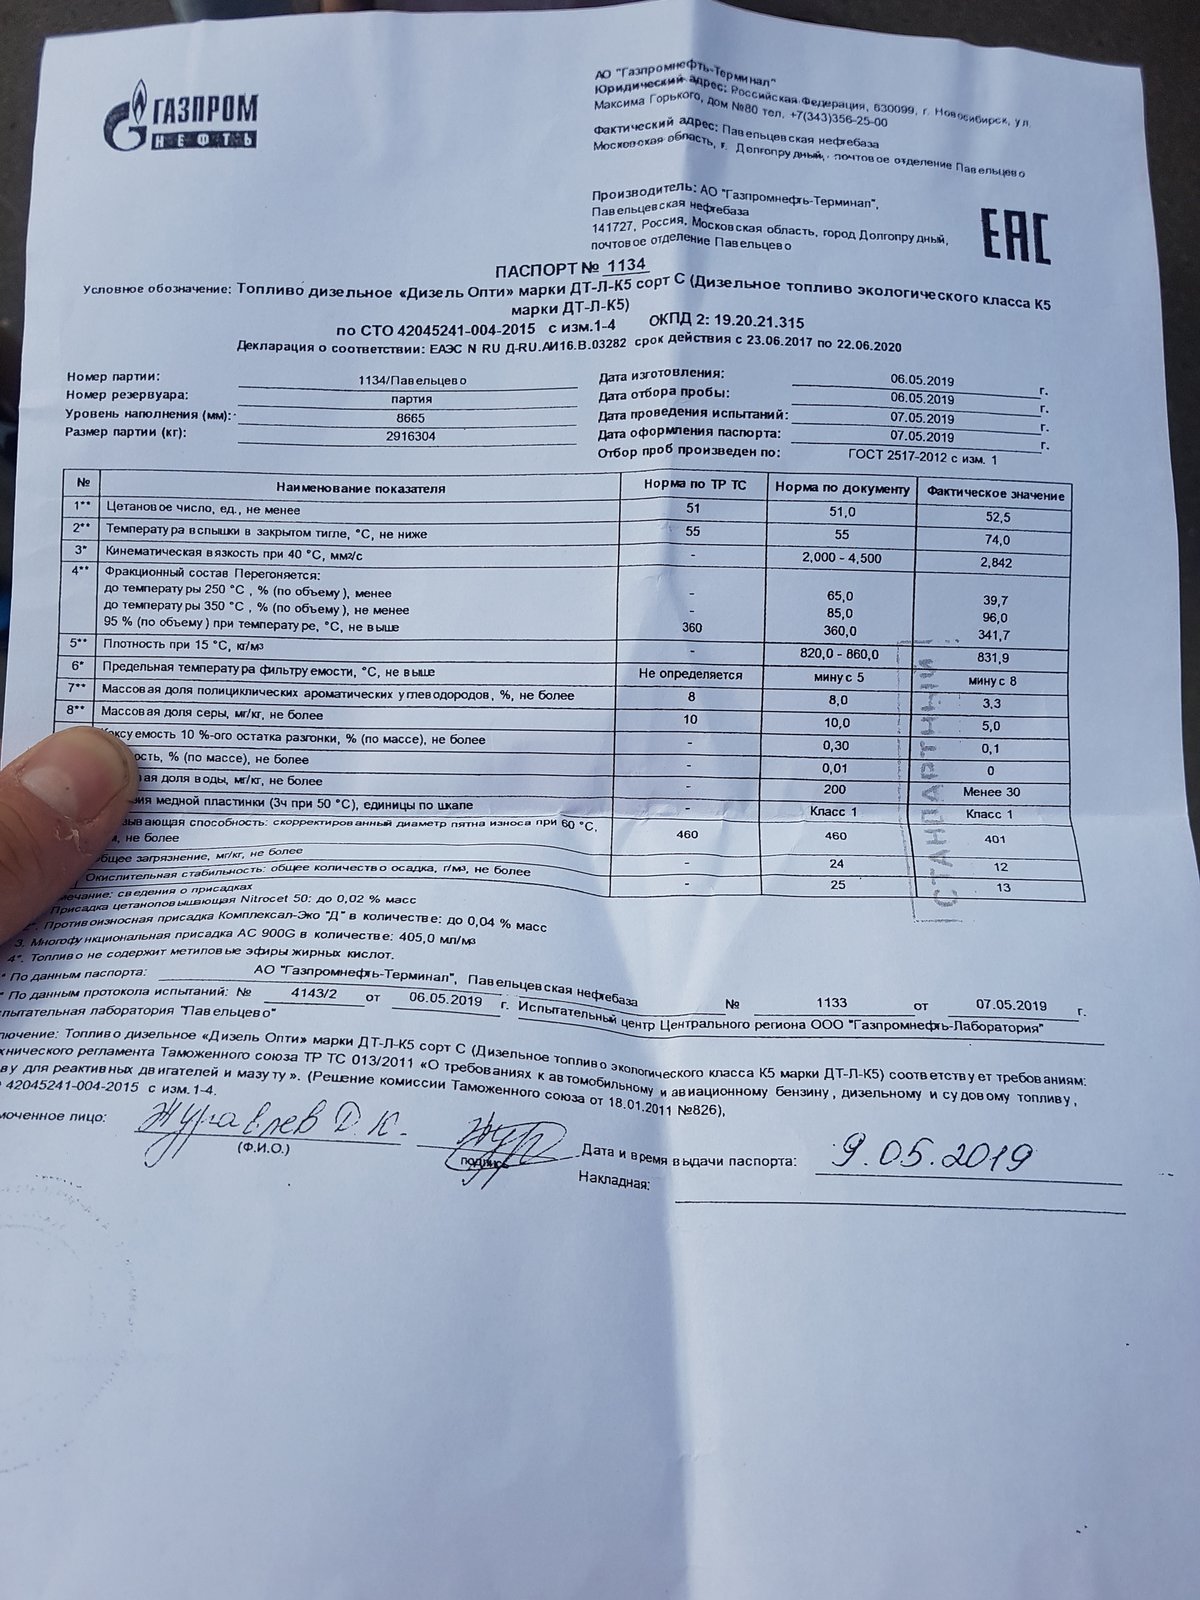 ГАЗПРОМ
НЕФТЬ
АО "Газпромнефть-Терминал"
Юридический адрес: Российская Федерация, 630099, г. Новосибирск, ул.
Максима Горького, дом №80 тел. +7(343)356-25-00
Фактический адрес: Павельцевская нефтебаза
Московская область, г. Долгопрудный, почтовое отделение Павельцево
Производитель: АО "Газпромнефть-Терминал",
Павельцевская нефтебаза
141727, Россия, Московская область, город Долгопрудный,
почтовое отделение Павельцево
EAC
ПАСПОРТ № 1134
Условное обозначение: Топливо дизельное «Дизель Опти» марки ДТ-Л-К5 сорт С (Дизельное топливо экологического класса К5
марки ДТ-Л-К5)
по СТО 42045241-004-2015 с изм.1-4 ОКПД 2: 19.20.21.315
Декларация о соответствии: ЕАЭС N RU Д-RU.АИ16.В.03282 срок действия с 23.06.2017 по 22.06.2020
Номер партии: 1134/Павельцево
Номер резервуара: партия
Уровень наполнения (мм): 8665
Размер партии (кг): 2916304
Дата изготовления: 06.05.2019 г.
Дата отбора пробы: 06.05.2019 г.
Дата проведения испытаний: 07.05.2019 г.
Дата оформления паспорта: 07.05.2019 г.
Отбор проб произведен по: ГОСТ 2517-2012 с изм. 1
№ Наименование показателя Норма по ТР ТС Норма по документу Фактическое значение
1** Цетановое число, ед., не менее 51 51,0 52,5
2** Температура вспышки в закрытом тигле, °С, не ниже 55 55 74,0
3* Кинематическая вязкость при 40 °С, мм2/с - 2,000 - 4,500 2,842
4** Фракционный состав Перегоняется:
до температуры 250 °С , % (по объему), менее - 65,0 39,7
до температуры 350 °С , % (по объему), не менее - 85,0 96,0
95 % (по объему) при температуре, °С, не выше 360 360,0 341,7
5** Плотность при 15 °С, кг/м3 - 820,0 - 860,0 831,9
6* Предельная температура фильтруемости, °С, не выше Не определяется минус 5 минус 8
7** Массовая доля полициклических ароматических углеводородов, %, не более 8 8,0 3,3
8** Массовая доля серы, мг/кг, не более 10 10,0 5,0
коксуемость 10 %-ого остатка разгонки, % (по массе), не более - 0,30 0,1
ость, % (по массе), не более - 0,01 0
вая доля воды, мг/кг, не более - 200 Менее 30
зия медной пластинки (3ч при 50 °С), единицы по шкале - Класс 1 Класс 1
зывающая способность: скорректированный диаметр пятна износа при 60 °С,
, не более 460 460 401
общее загрязнение, мг/кг, не более - 24 12
Окислительная стабильность: общее количество осадка, г/м3, не более - 25 13
СТАНДАРТНЫЙ
мечание: сведения о присадках
Присадка цетаноповышающая Nitrocet 50: до 0,02 % масс
2*. Противоизносная присадка Комплексал-Эко "Д" в количестве: до 0,04 % масс
3. Многофункциональная присадка АС 900G в количестве: 405,0 мл/м3
4*. Топливо не содержит метиловые эфиры жирных кислот.
* По данным паспорта: АО "Газпромнефть-Терминал", Павельцевская нефтебаза
* По данным протокола испытаний: № 4143/2 от 06.05.2019 г. № 1133 от 07.05.2019 г.
спытательная лаборатория "Павельцево" Испытательный центр Центрального региона ООО "Газпромнефть-Лаборатория"
лючение: Топливо дизельное «Дизель Опти» марки ДТ-Л-К5 сорт С (Дизельное топливо экологического класса К5 марки ДТ-Л-К5) соответствует требованиям:
хнического регламента Таможенного союза ТР ТС 013/2011 «О требованиях к автомобильному и авиационному бензину, дизельному и судовому топливу,
ву для реактивных двигателей и мазуту». (Решение комиссии Таможенного союза от 18.01.2011 №826),
42045241-004-2015 с изм.1-4.
моченное лицо: Журавлев Д.К.
(Ф.И.О.) подпись
Дата и время выдачи паспорта: 9.05.2019
Накладная: